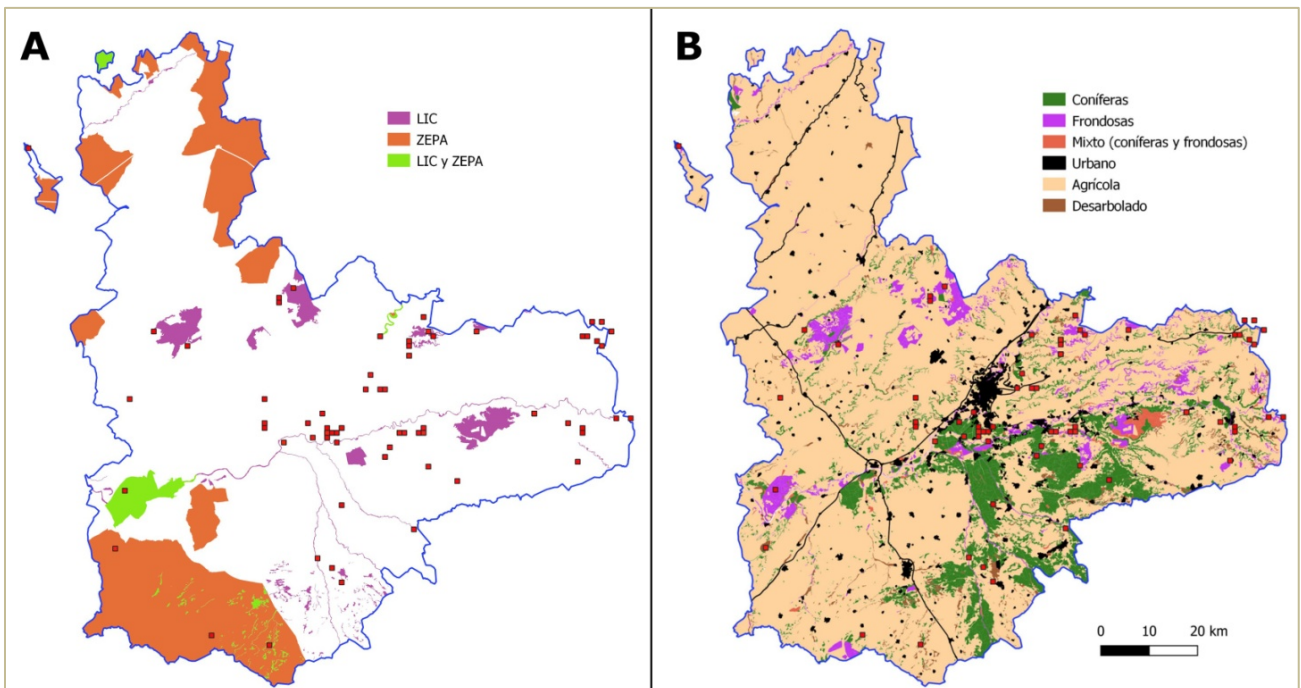 A
LIC
ZEPA
LIC y ZEPA
B
Coníferas
Frondosas
Mixto (coníferas y frondosas)
Urbano
Agrícola
Desarbolado
0 10 20 km